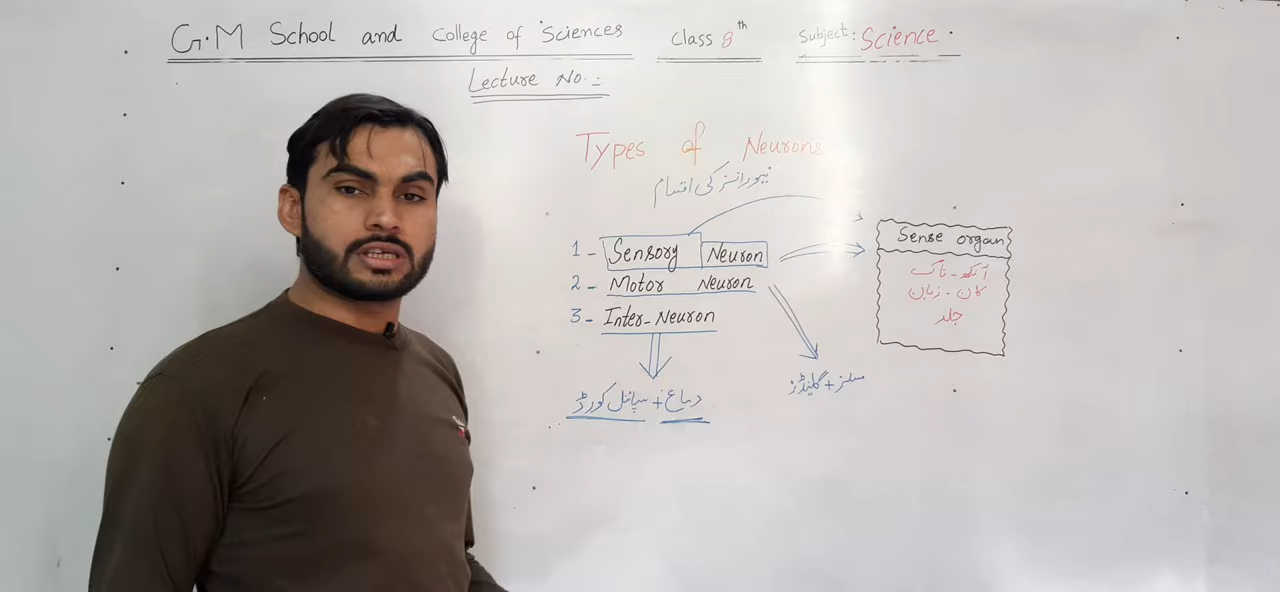 G.M School and College of Sciences Class 8th Subject: Science.
Lecture No. =
Types of Neurons
نیورانز کی اقسام
1- Sensory Neuron
2- Motor Neuron
3- Inter-Neuron
دماغ + سپائنل کورڈ
مسلز + گلینڈز
Sense organ
آنکھ - ناک
کان - زبان
جلد